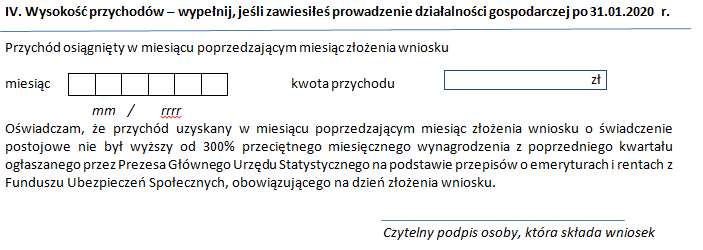 IV. Wysokość przychodów – wypełnij, jeśli zawiesiłeś prowadzenie działalności gospodarczej po 31.01.2020 r.
Przychód osiągnięty w miesiącu poprzedzającym miesiąc złożenia wniosku
miesiąc kwota przychodu zł
mm / rrrr
Oświadczam, że przychód uzyskany w miesiącu poprzedzającym miesiąc złożenia wniosku o świadczenie
postojowe nie był wyższy od 300% przeciętnego miesięcznego wynagrodzenia z poprzedniego kwartału
ogłaszanego przez Prezesa Głównego Urzędu Statystycznego na podstawie przepisów o emeryturach i rentach z
Funduszu Ubezpieczeń Społecznych, obowiązującego na dzień złożenia wniosku.
Czytelny podpis osoby, która składa wniosek